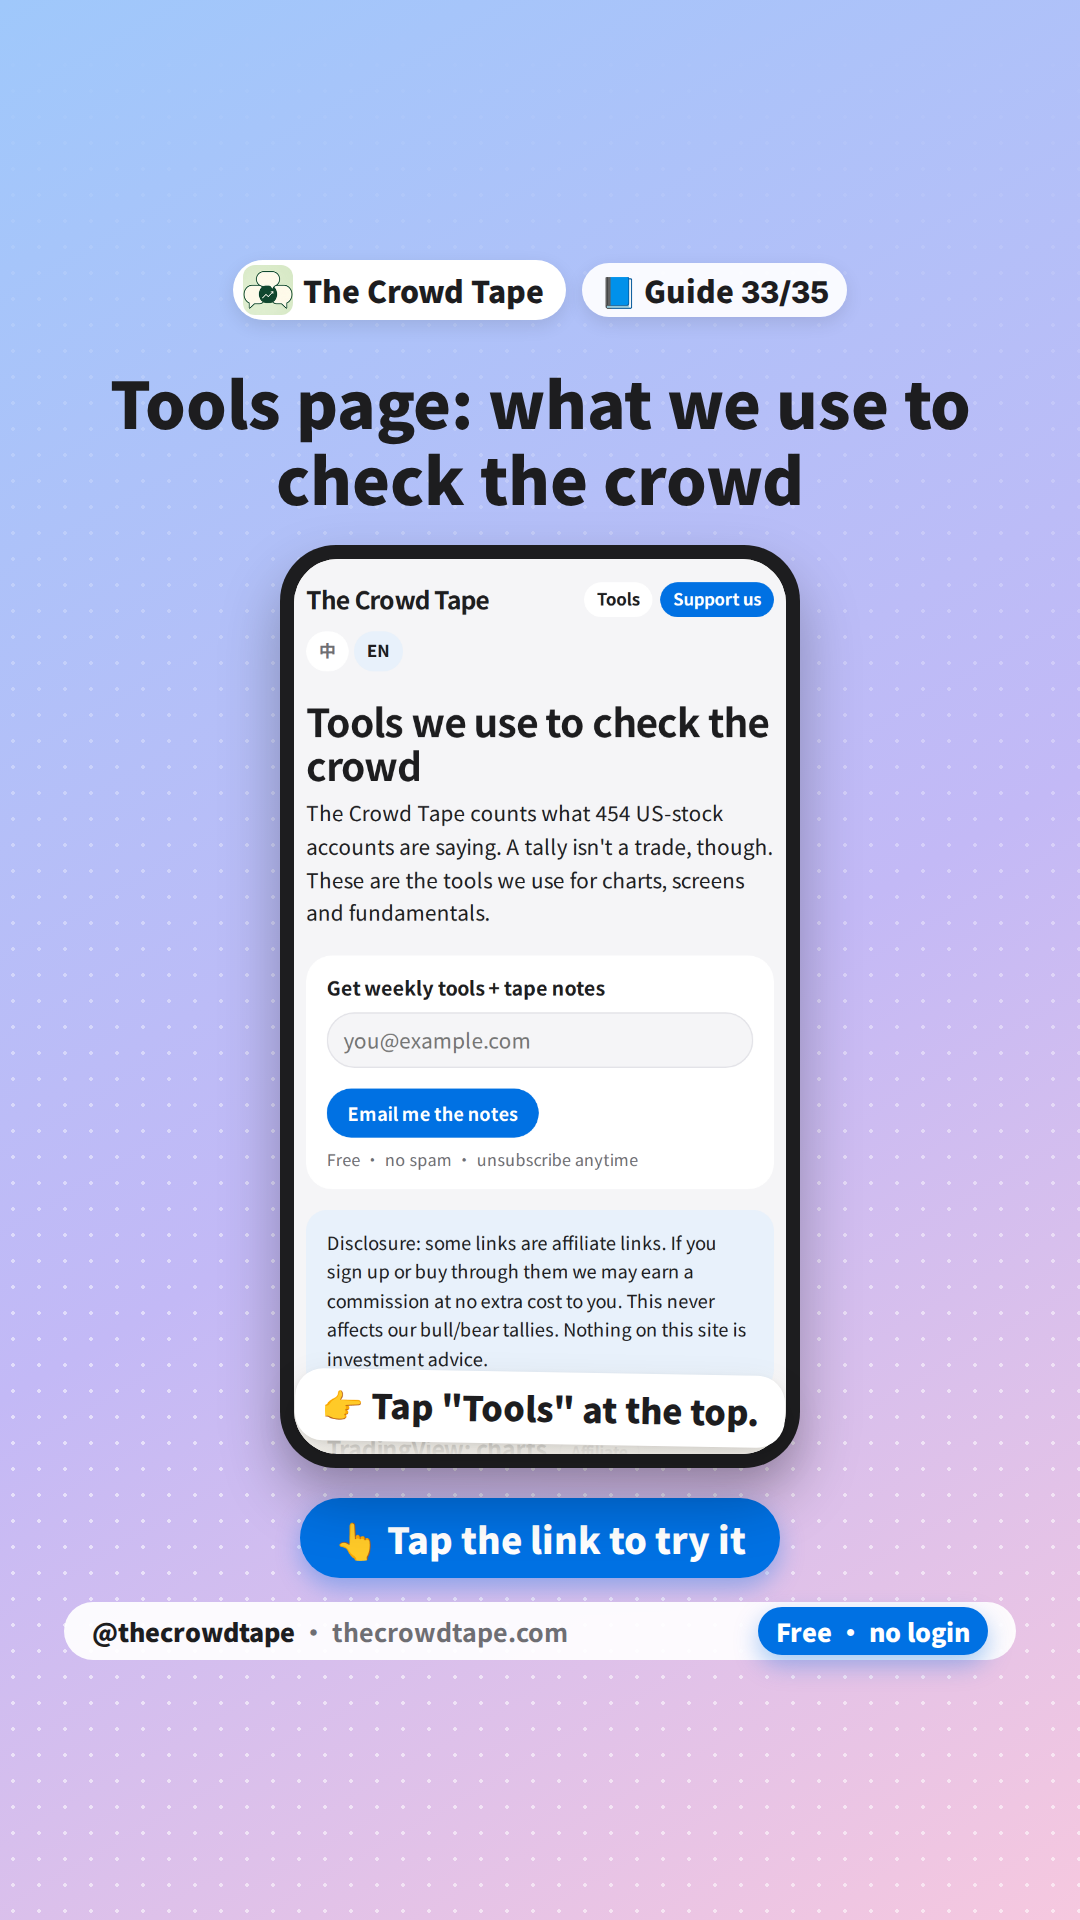 The Crowd Tape
📘 Guide 33/35
Tools page: what we use to
check the crowd
The Crowd Tape
Tools
Support us
中
EN
Tools we use to check the
crowd
The Crowd Tape counts what 454 US-stock
accounts are saying. A tally isn't a trade, though.
These are the tools we use for charts, screens
and fundamentals.
Get weekly tools + tape notes
you@example.com
Email me the notes
Free • no spam • unsubscribe anytime
Disclosure: some links are affiliate links. If you
sign up or buy through them we may earn a
commission at no extra cost to you. This never
affects our bull/bear tallies. Nothing on this site is
investment advice.
👉 Tap "Tools" at the top.
TradingView: charts Affiliate
👆 Tap the link to try it
@thecrowdtape • thecrowdtape.com
Free • no login